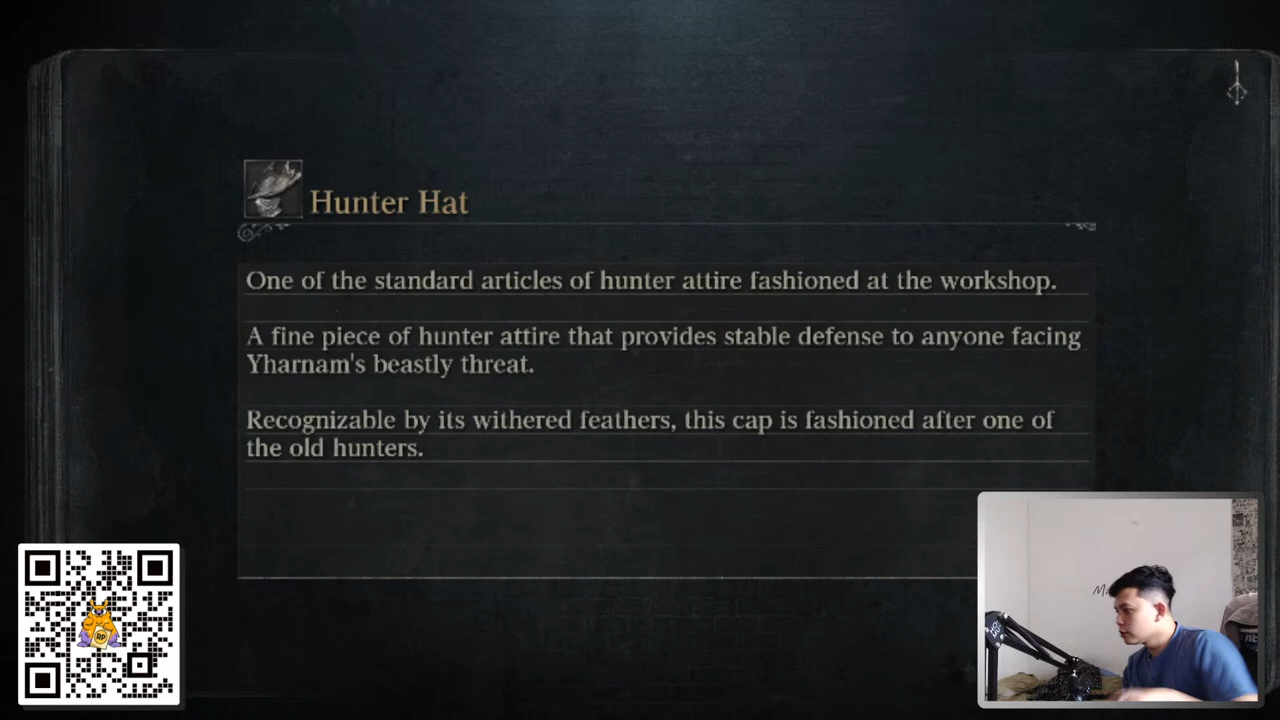 Hunter Hat
One of the standard articles of hunter attire fashioned at the workshop.
A fine piece of hunter attire that provides stable defense to anyone facing
Yharnam's beastly threat.
Recognizable by its withered feathers, this cap is fashioned after one of
the old hunters.